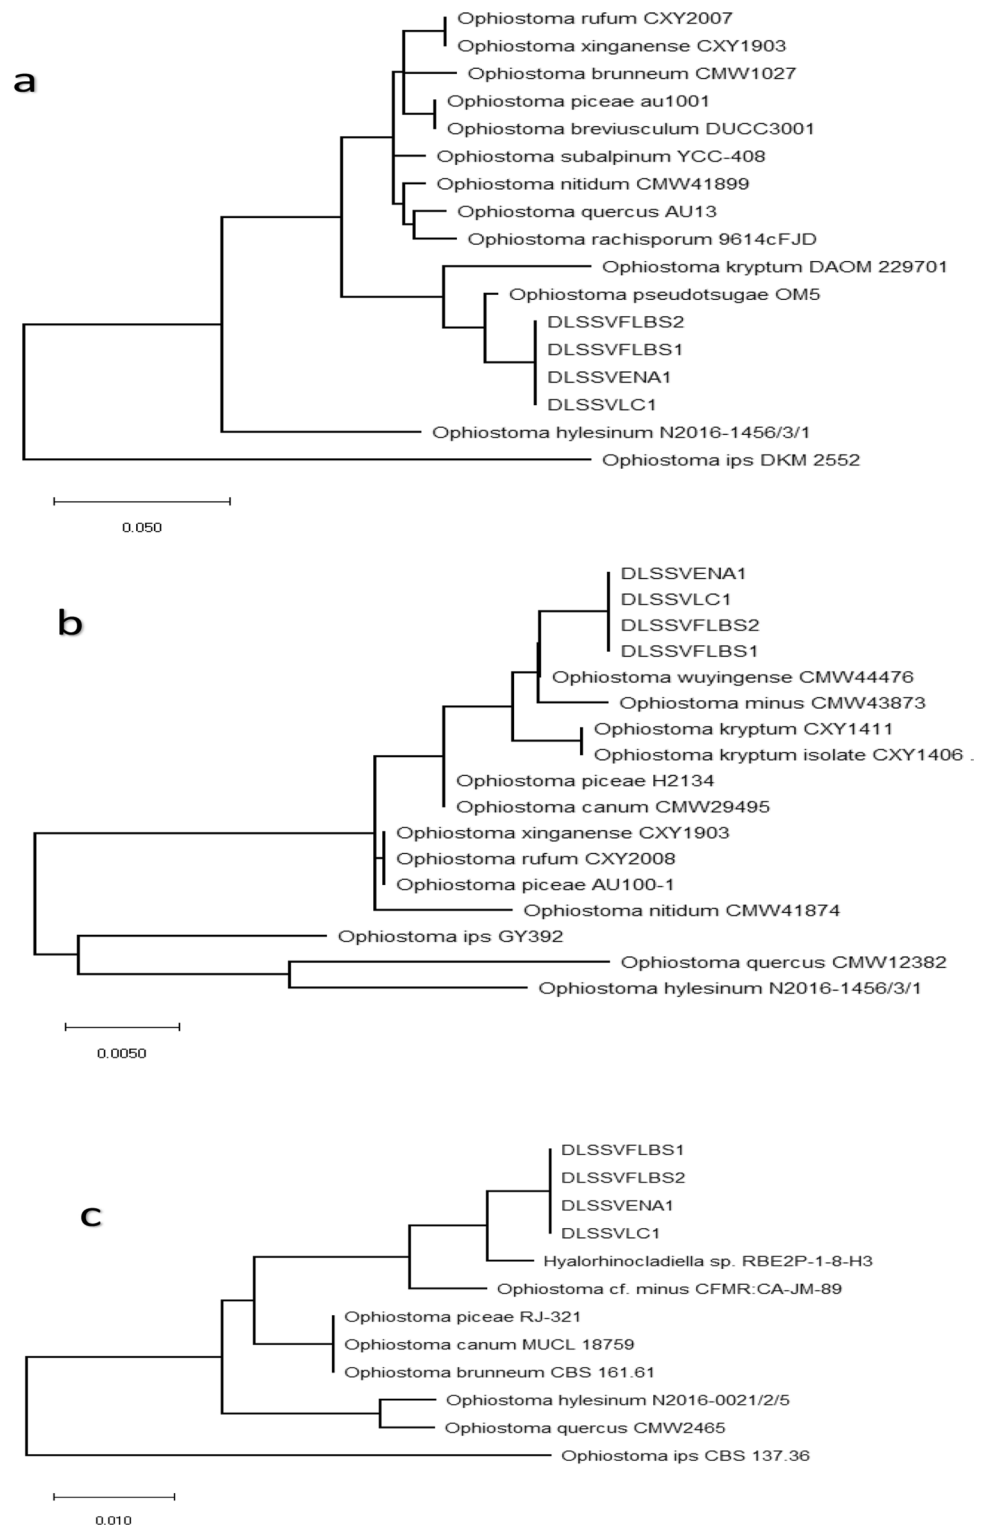 a
Ophiostoma rufum CXY2007
Ophiostoma xinganense CXY1903
Ophiostoma brunneum CMW1027
Ophiostoma piceae au1001
Ophiostoma breviusculum DUCC3001
Ophiostoma subalpinum YCC-408
Ophiostoma nitidum CMW41899
Ophiostoma quercus AU13
Ophiostoma rachisporum 9614cFJD
Ophiostoma kryptum DAOM 229701
Ophiostoma pseudotsugae OM5
DLSSVFLBS2
DLSSVFLBS1
DLSSVENA1
DLSSVLC1
Ophiostoma hylesinum N2016-1456/3/1
Ophiostoma ips DKM 2552
0.050
b
DLSSVENA1
DLSSVLC1
DLSSVFLBS2
DLSSVFLBS1
Ophiostoma wuyingense CMW44476
Ophiostoma minus CMW43873
Ophiostoma kryptum CXY1411
Ophiostoma kryptum isolate CXY1406 .
Ophiostoma piceae H2134
Ophiostoma canum CMW29495
Ophiostoma xinganense CXY1903
Ophiostoma rufum CXY2008
Ophiostoma piceae AU100-1
Ophiostoma nitidum CMW41874
Ophiostoma ips GY392
Ophiostoma quercus CMW12382
Ophiostoma hylesinum N2016-1456/3/1
0.0050
c
DLSSVFLBS1
DLSSVFLBS2
DLSSVENA1
DLSSVLC1
Hyalorhinocladiella sp. RBE2P-1-8-H3
Ophiostoma cf. minus CFMR:CA-JM-89
Ophiostoma piceae RJ-321
Ophiostoma canum MUCL 18759
Ophiostoma brunneum CBS 161.61
Ophiostoma hylesinum N2016-0021/2/5
Ophiostoma quercus CMW2465
Ophiostoma ips CBS 137.36
0.010